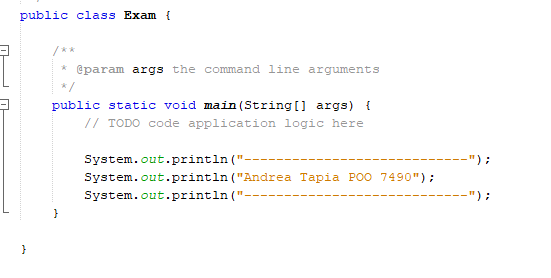 public class Exam {
/**
* @param args the command line arguments
*/
public static void main(String[] args) {
// TODO code application logic here
System.out.println("----------------------------");
System.out.println("Andrea Tapia POO 7490");
System.out.println("----------------------------");
}
}